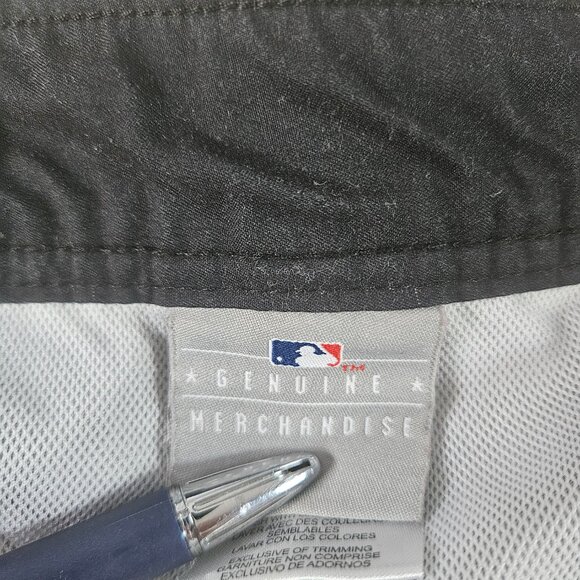 TM
★ GENUINE ★
MERCHANDISE
LAVER AVEC DES COULEURS
SEMBLABLES
LAVAR CON LOS COLORES
EXCLUSIVE OF TRIMMING
GARNITURE NON COMPRISE
EXCLUSIVO DE ADORNOS